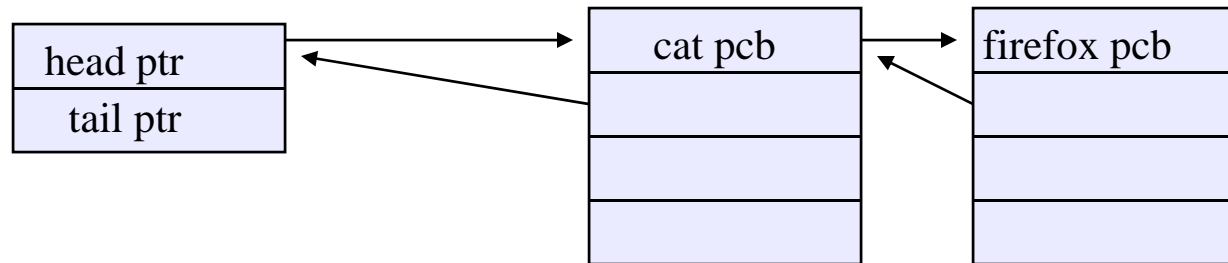 head ptr
tail ptr
cat pcb
firefox pcb